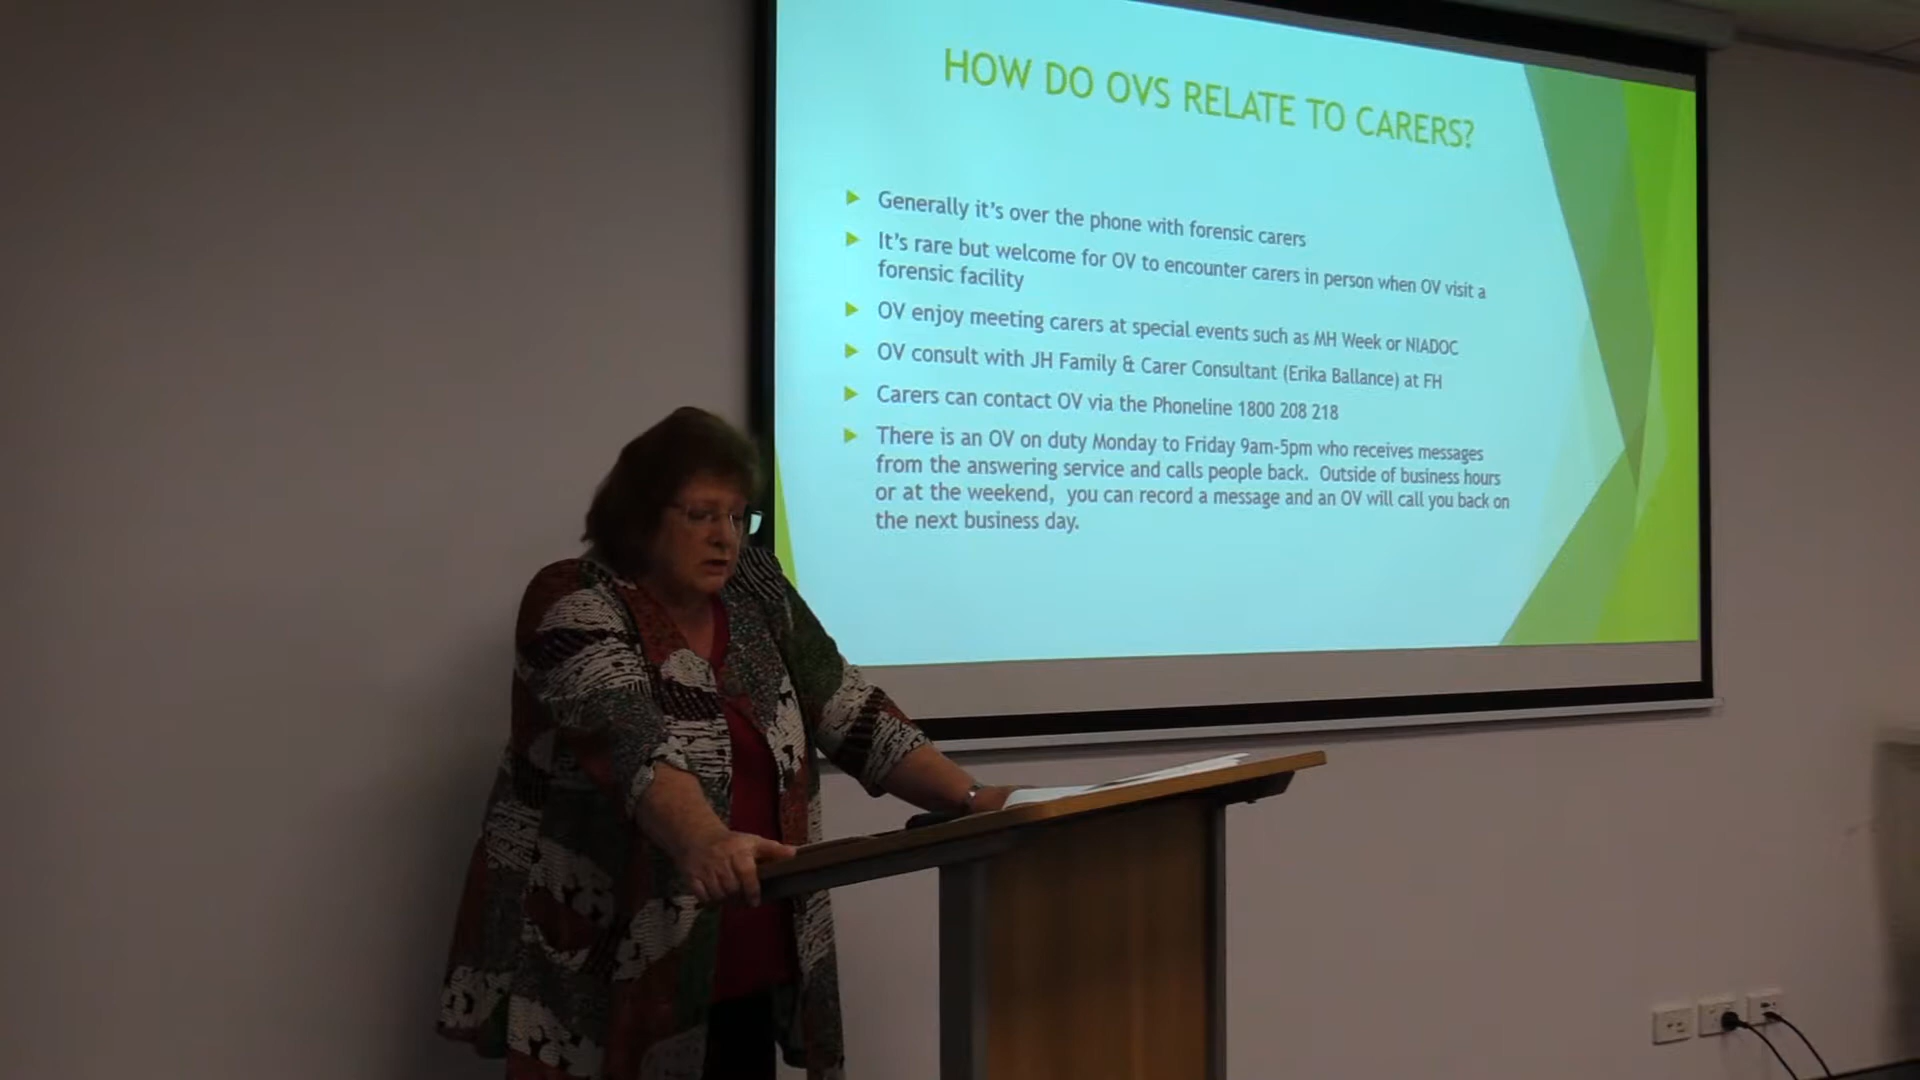 HOW DO OVS RELATE TO CARERS?
Generally it's over the phone with forensic carers
It's rare but welcome for OV to encounter carers in person when OV visit a
forensic facility
OV enjoy meeting carers at special events such as MH Week or NIADOC
OV consult with JH Family & Carer Consultant (Erika Ballance) at FH
Carers can contact OV via the Phoneline 1800 208 218
There is an OV on duty Monday to Friday 9am-5pm who receives messages
from the answering service and calls people back. Outside of business hours
or at the weekend, you can record a message and an OV will call you back on
the next business day.